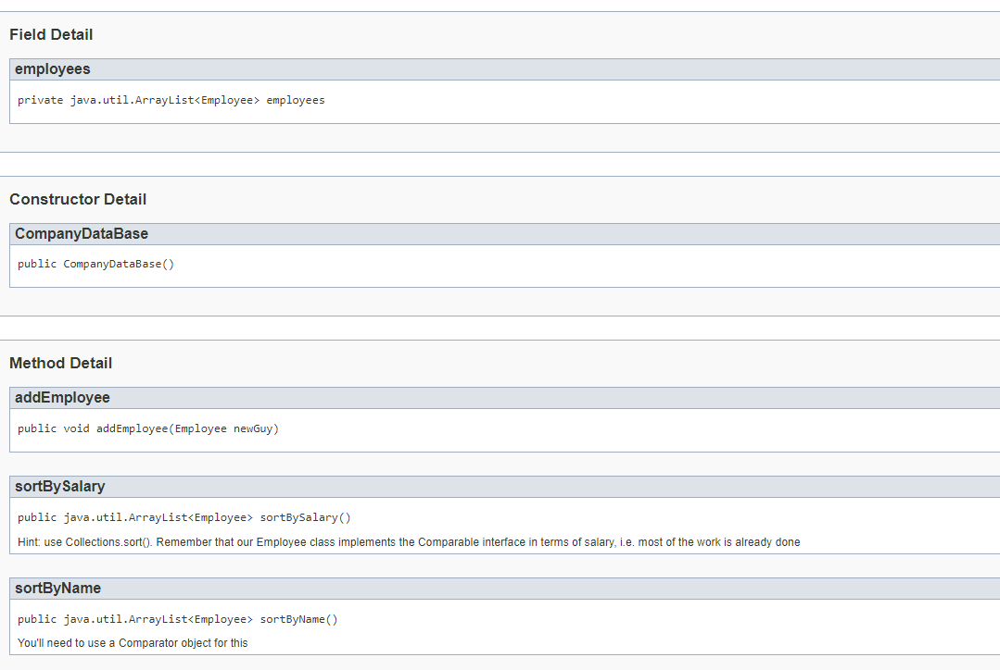 Field Detail
employees
private java.util.ArrayList<Employee> employees
Constructor Detail
CompanyDataBase
public CompanyDataBase()
Method Detail
addEmployee
public void addEmployee(Employee newGuy)
sortBySalary
public java.util.ArrayList<Employee> sortBySalary()
Hint: use Collections.sort(). Remember that our Employee class implements the Comparable interface in terms of salary, i.e. most of the work is already done
sortByName
public java.util.ArrayList<Employee> sortByName()
You'll need to use a Comparator object for this